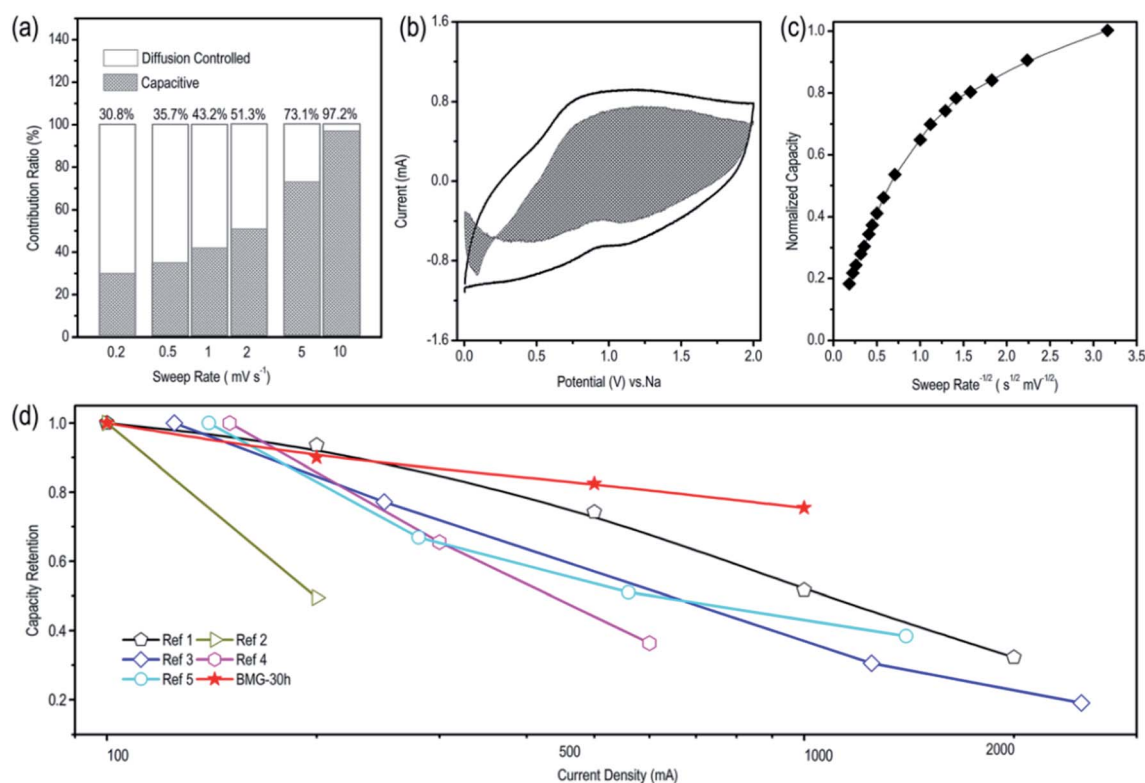 (a)
140
120
100
80
60
40
20
0
Contribution Ratio (%)
Diffusion Controlled
Capacitive
30.8% 35.7% 43.2% 51.3% 73.1% 97.2%
0.2 0.5 1 2 5 10
Sweep Rate ( mV s-1)
(b)
1.6
0.8
0.0
-0.8
-1.6
Current (mA)
0.0 0.5 1.0 1.5 2.0
Potential (V) vs.Na
(c)
1.0
0.8
0.6
0.4
0.2
0.0
Normalized Capacity
0.0 0.5 1.0 1.5 2.0 2.5 3.0 3.5
Sweep Rate-1/2 ( s1/2 mV-1/2)
(d)
1.0
0.8
0.6
0.4
0.2
Capacity Retention
Ref 1 Ref 2
Ref 3 Ref 4
Ref 5 BMG-30h
100 500 1000 2000
Current Density (mA)